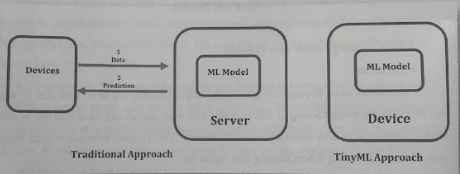 Devices
1
Data
2
Prediction
ML Model
Server
ML Model
Device
Traditional Approach
TinyML Approach